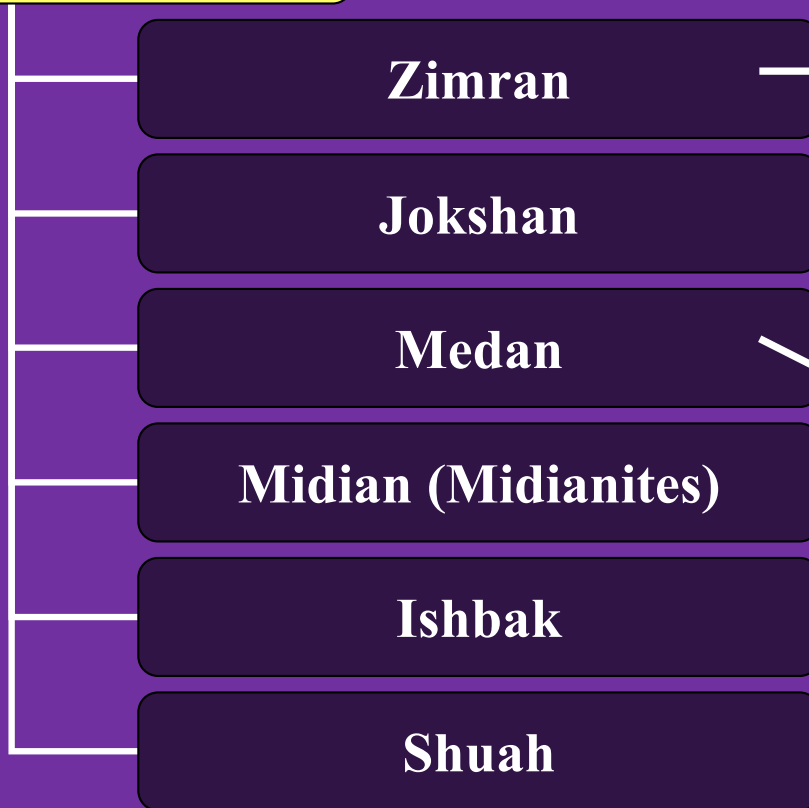 Zimran
Jokshan
Medan
Midian (Midianites)
Ishbak
Shuah